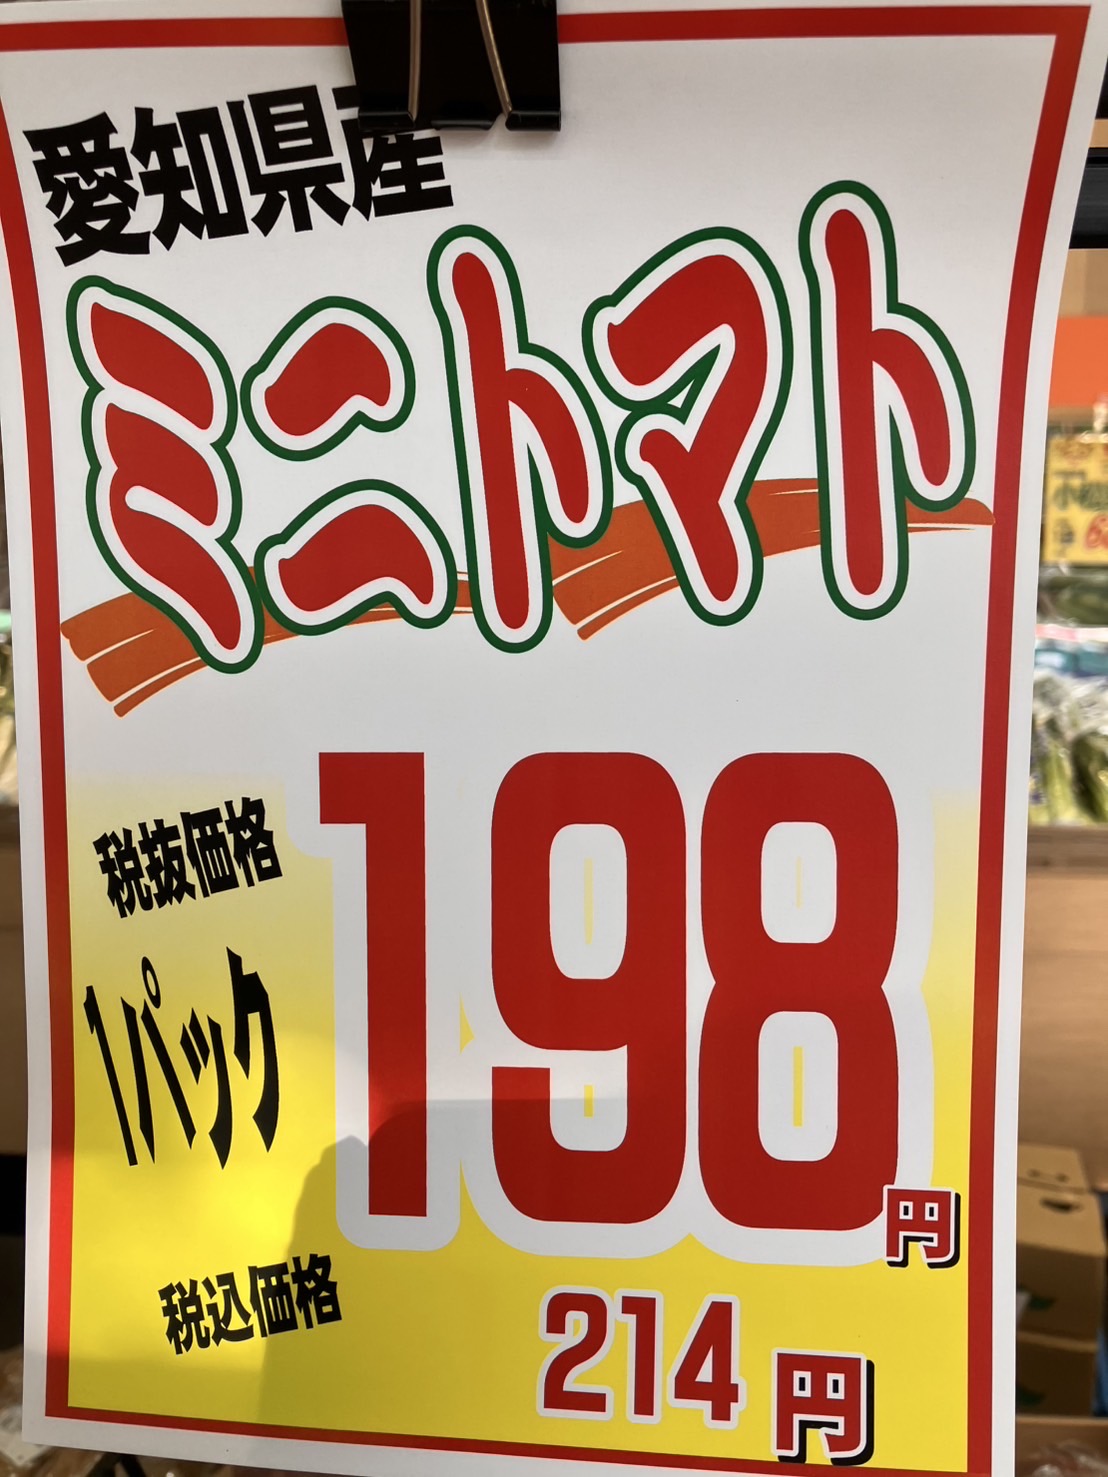 愛知県産
ミニトマト
税抜価格
1パック
198円
税込価格
214円